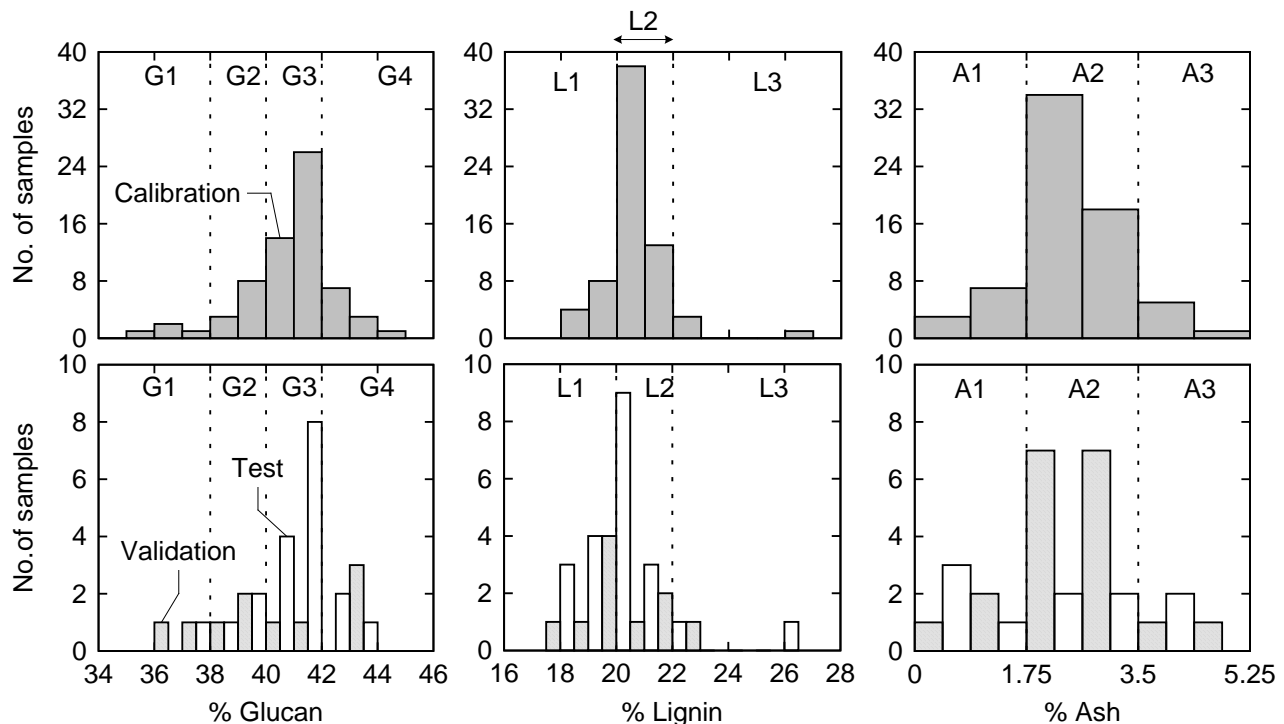 L2
40
32
24
16
8
0
No. of samples
G1
G2
G3
G4
Calibration
40
32
24
16
8
0
L1
L3
40
32
24
16
8
0
A1
A2
A3
10
8
6
4
2
0
No.of samples
G1
G2
G3
G4
Test
Validation
34
36
38
40
42
44
46
% Glucan
10
8
6
4
2
0
L1
L2
L3
16
18
20
22
24
26
28
% Lignin
10
8
6
4
2
0
A1
A2
A3
0
1.75
3.5
5.25
% Ash